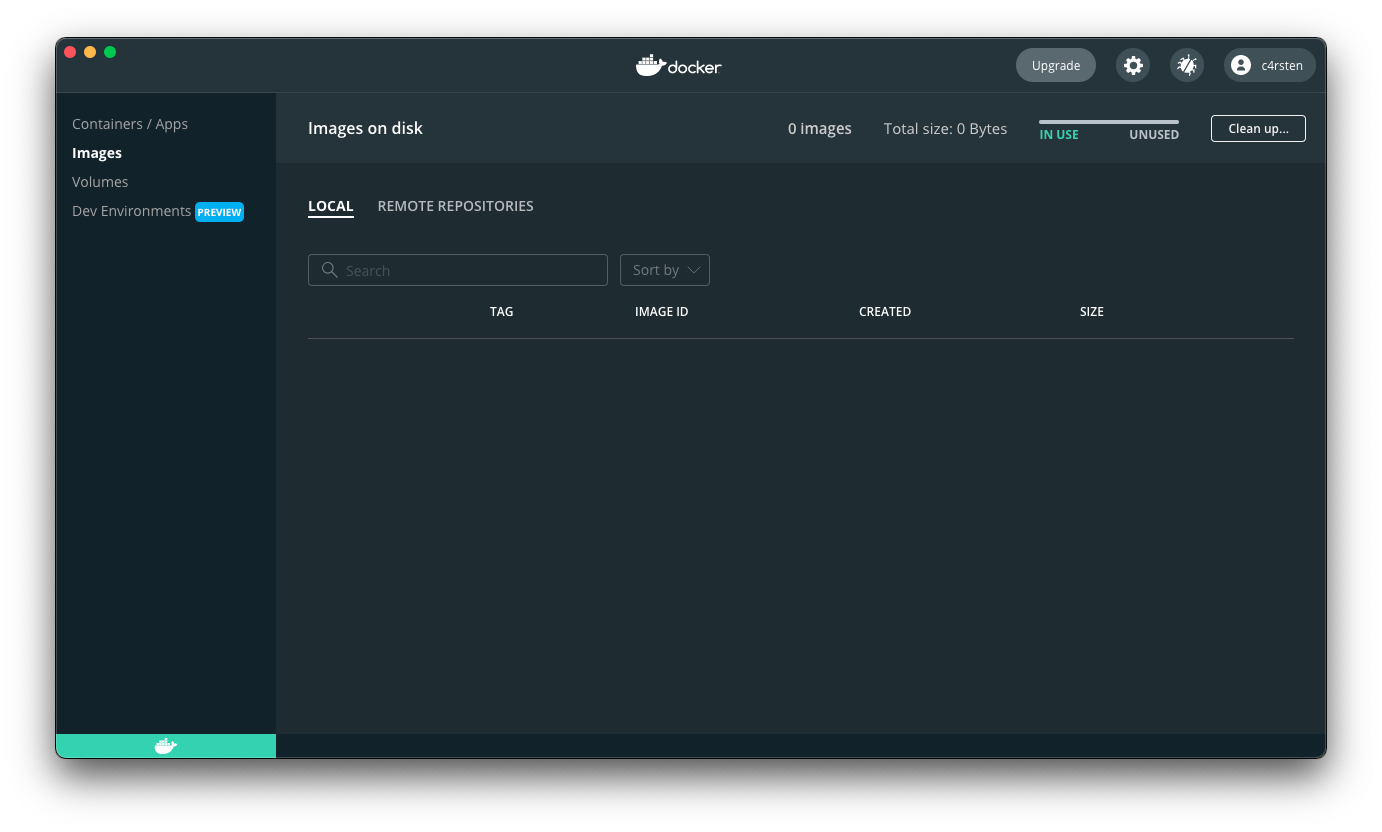 docker
Upgrade
c4rsten
Containers / Apps
Images
Volumes
Dev Environments PREVIEW
Images on disk
0 images
Total size: 0 Bytes
IN USE
UNUSED
Clean up...
LOCAL
REMOTE REPOSITORIES
Search
Sort by
TAG
IMAGE ID
CREATED
SIZE